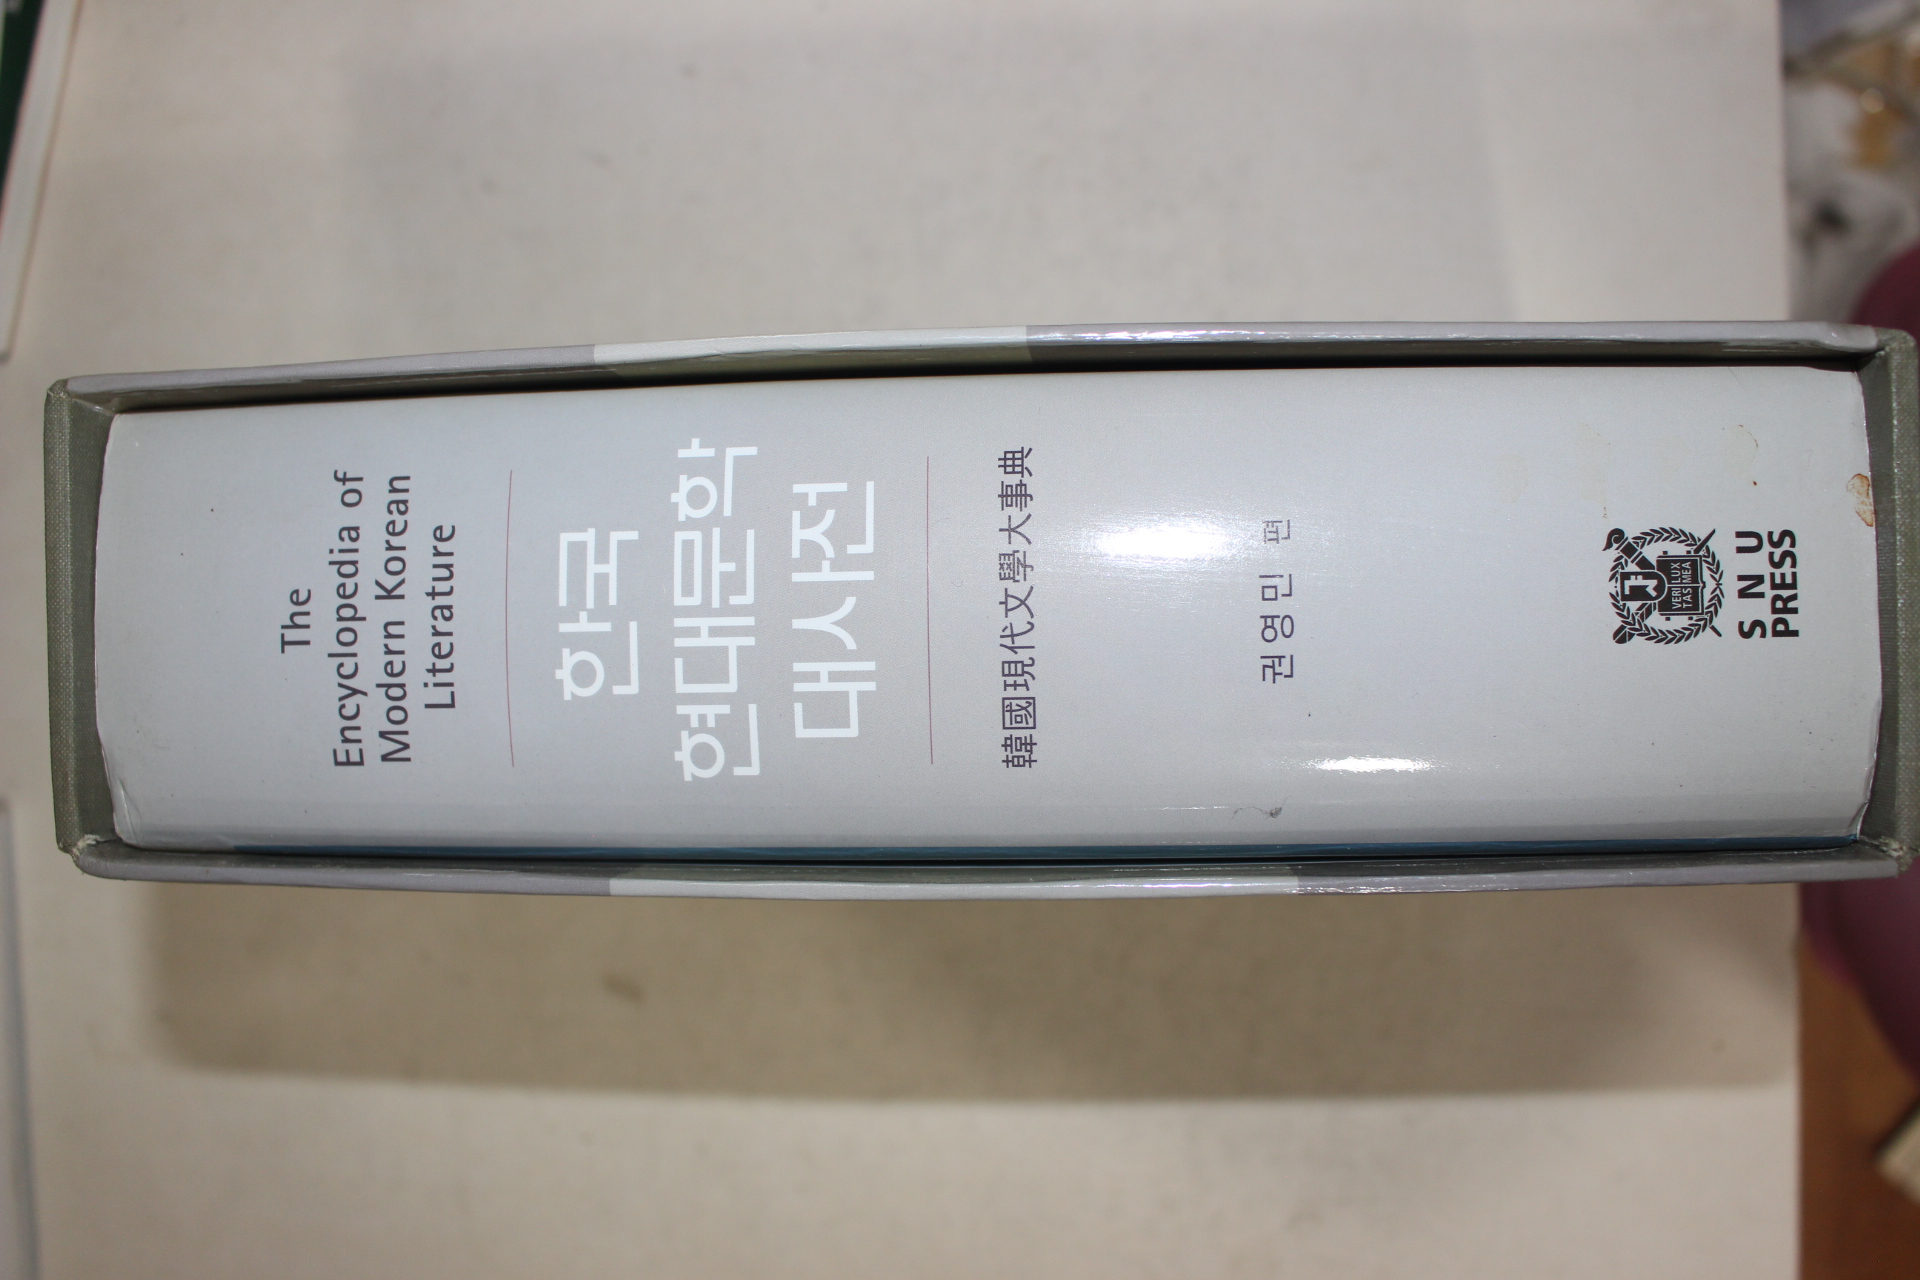 The
Encyclopedia of
Modern Korean
Literature
한국
현대문학
대사전
韓國現代文學大事典
권영민 편
VERI LUX
TAS MEA
S N U
PRESS